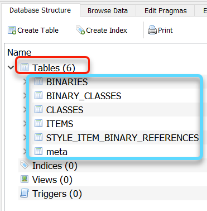 Database Structure Browse Data Edit Pragmas
Create Table Create Index Print
Name
Tables (6)
BINARIES
BINARY_CLASSES
CLASSES
ITEMS
STYLE_ITEM_BINARY_REFERENCES
meta
Indices (0)
Views (0)
Triggers (0)